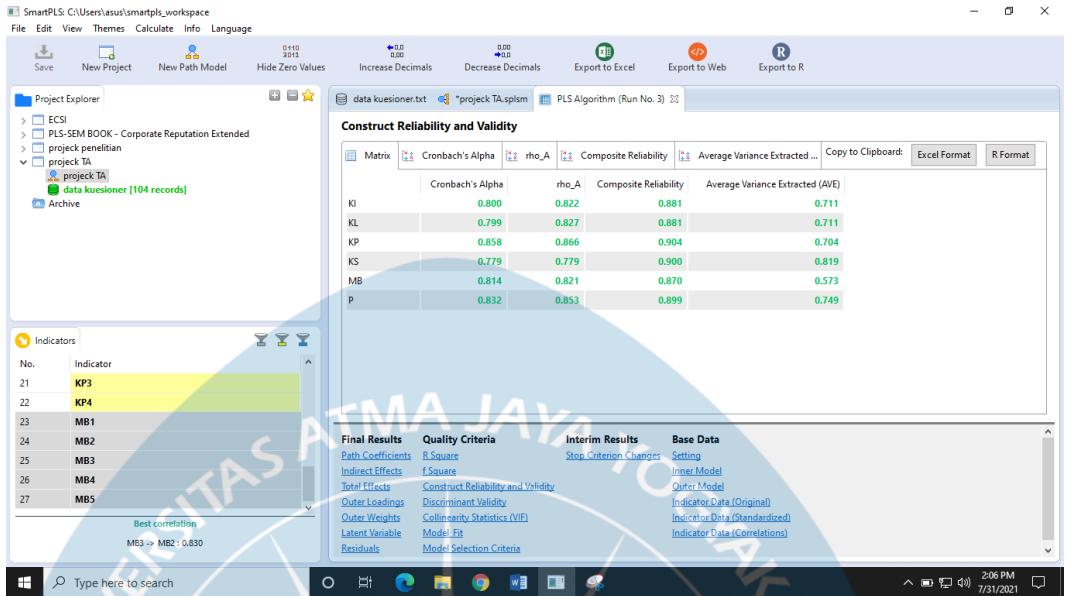 SmartPLS: C:\Users\asus\smartpls_workspace
File Edit View Themes Calculate Info Language
Save New Project New Path Model Hide Zero Values Increase Decimals Decrease Decimals Export to Excel Export to Web Export to R
Project Explorer
ECSI
PLS-SEM BOOK - Corporate Reputation Extended
projeck penelitian
projeck TA
projeck TA
data kuesioner [104 records]
Archive
Indicators
No. Indicator
21 KP3
22 KP4
23 MB1
24 MB2
25 MB3
26 MB4
27 MB5
Best correlation
MB3 -> MB2 : 0.830
data kuesioner.txt *projeck TA.splsm PLS Algorithm (Run No. 3)
Construct Reliability and Validity
Matrix Cronbach's Alpha rho_A Composite Reliability Average Variance Extracted ... Copy to Clipboard: Excel Format R Format
Cronbach's Alpha rho_A Composite Reliability Average Variance Extracted (AVE)
KI 0.800 0.822 0.881 0.711
KL 0.799 0.827 0.881 0.711
KP 0.858 0.866 0.904 0.704
KS 0.779 0.779 0.900 0.819
MB 0.814 0.821 0.870 0.573
P 0.832 0.853 0.899 0.749
Final Results Quality Criteria Interim Results Base Data
Path Coefficients R Square Stop Criterion Changes Setting
Indirect Effects f Square Inner Model
Total Effects Construct Reliability and Validity Outer Model
Outer Loadings Discriminant Validity Indicator Data (Original)
Outer Weights Collinearity Statistics (VIF) Indicator Data (Standardized)
Latent Variable Model_Fit Indicator Data (Correlations)
Residuals Model Selection Criteria
ERSITAS ATMA JAYA YOGYAK
Type here to search
2:06 PM
7/31/2021